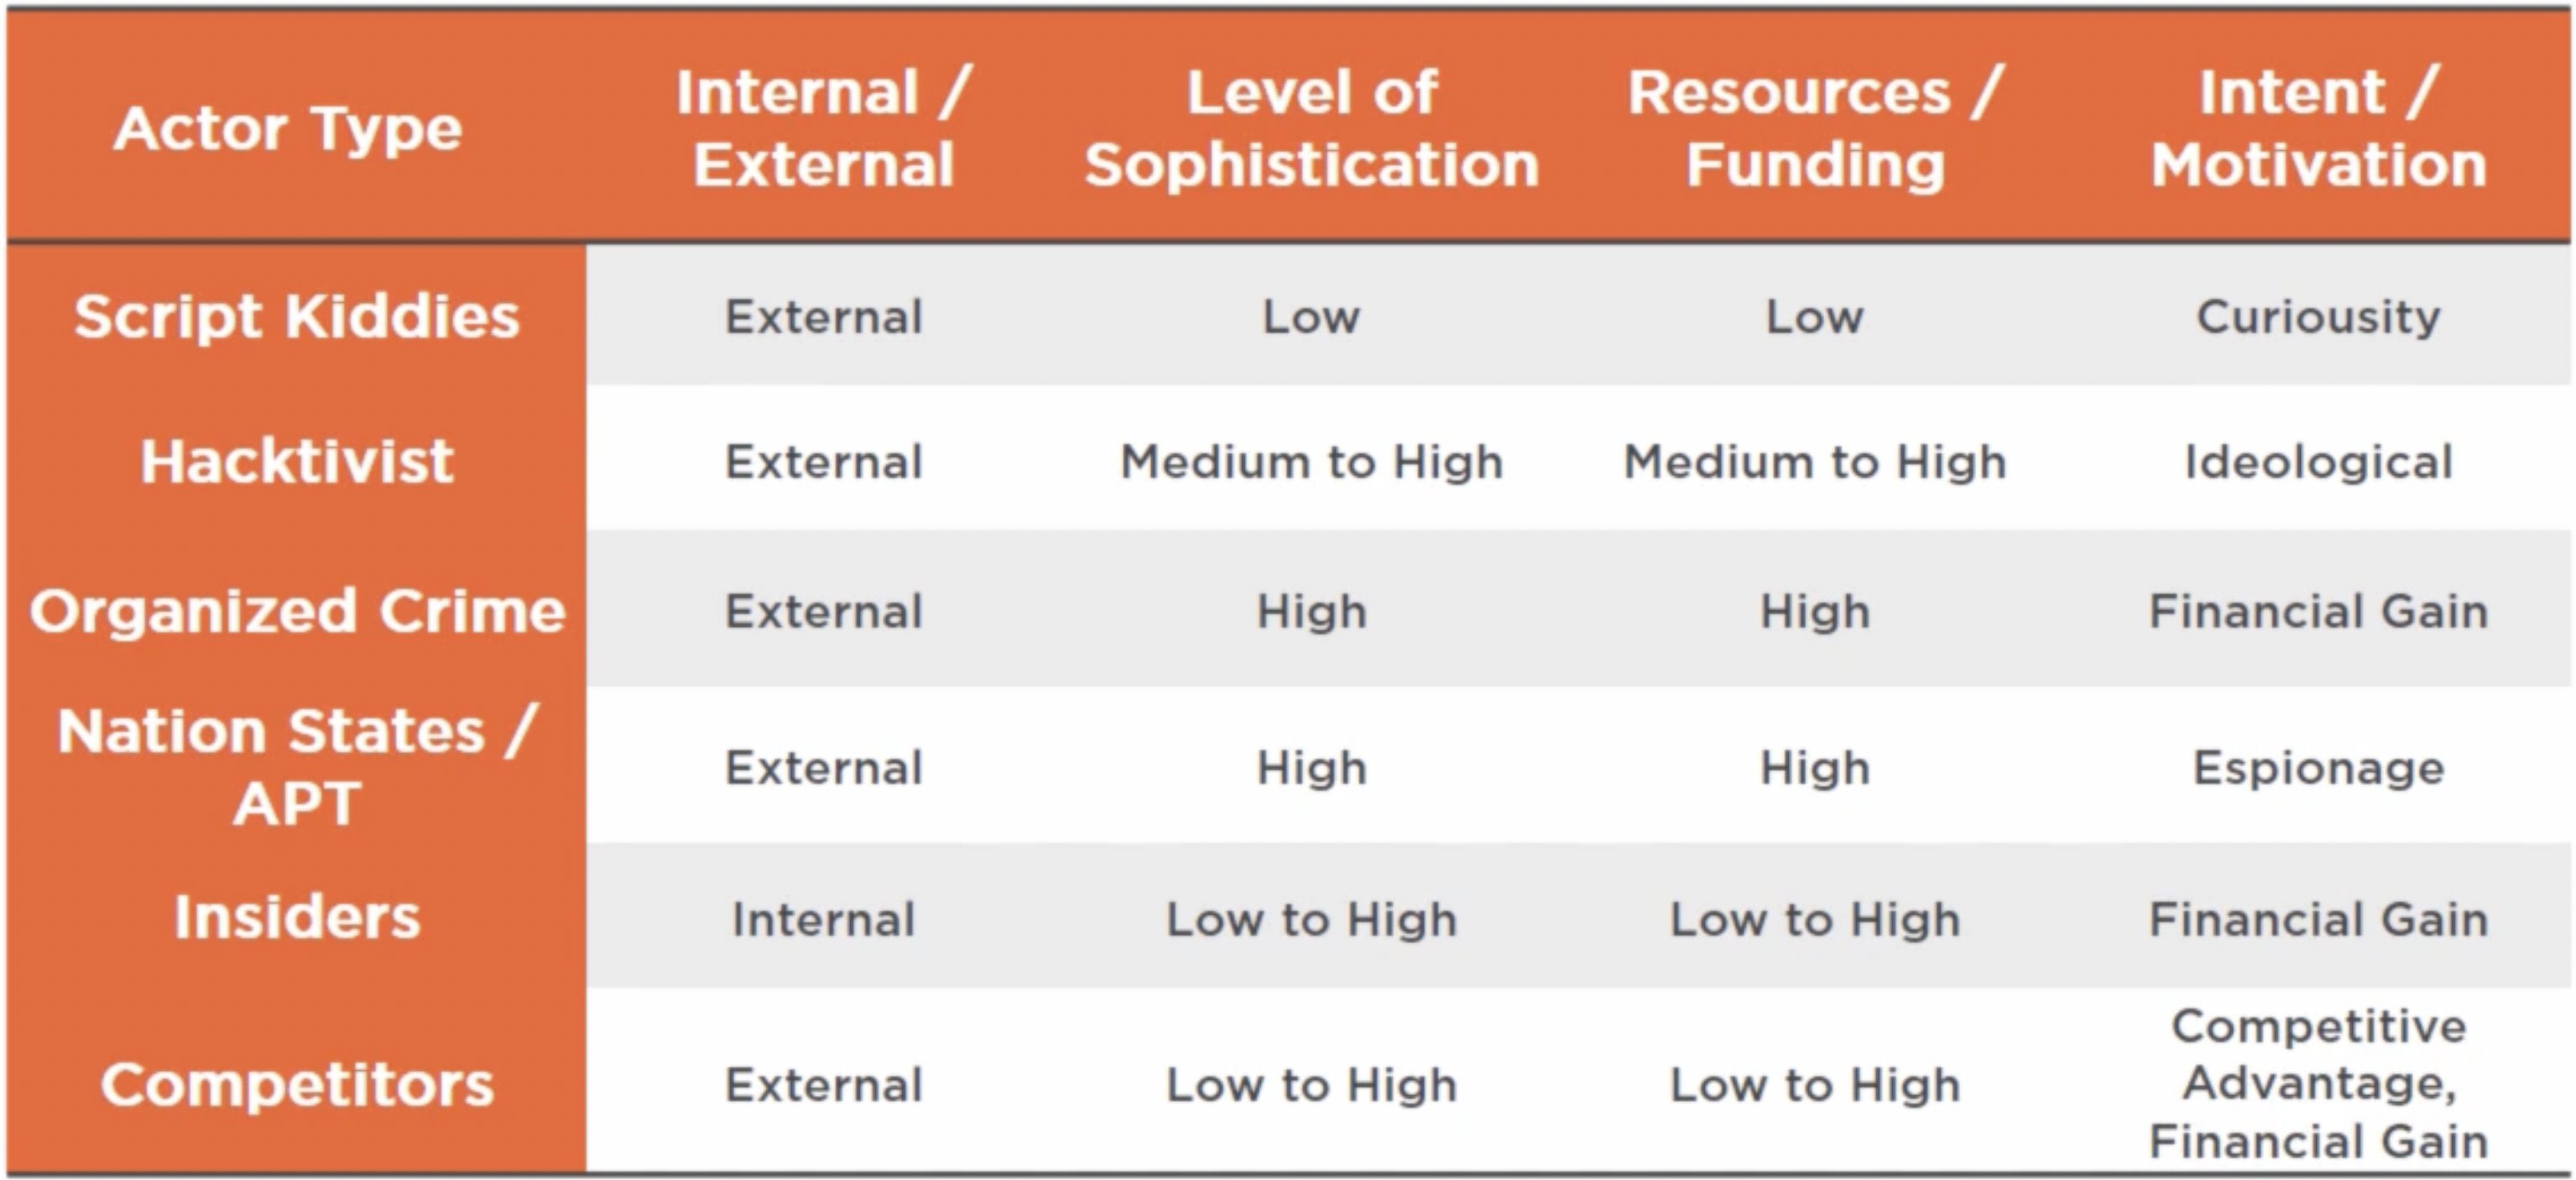 Actor Type
Internal /
External
Level of
Sophistication
Resources /
Funding
Intent /
Motivation
Script Kiddies External Low Low Curiousity
Hacktivist External Medium to High Medium to High Ideological
Organized Crime External High High Financial Gain
Nation States /
APT
External High High Espionage
Insiders Internal Low to High Low to High Financial Gain
Competitors External Low to High Low to High
Competitive
Advantage,
Financial Gain